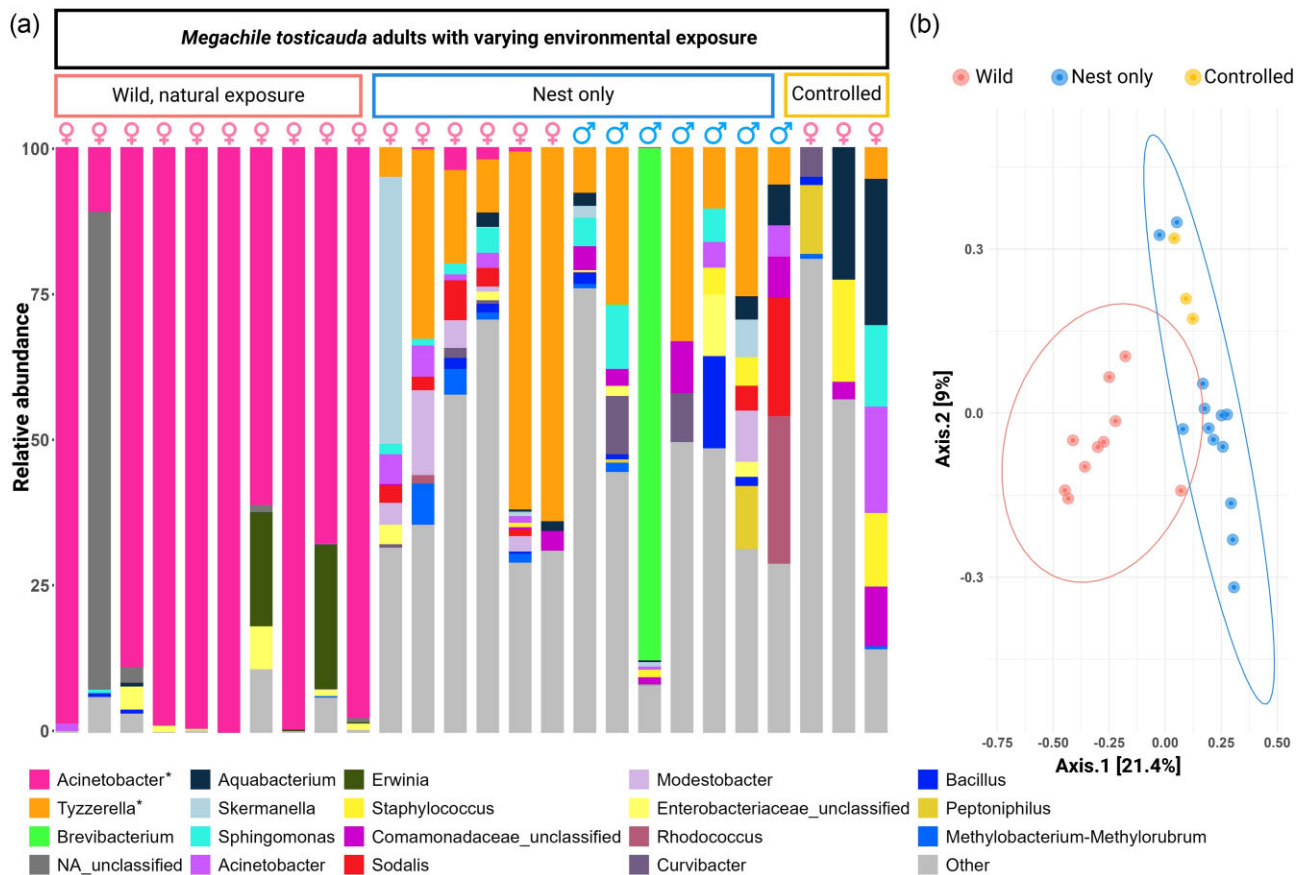 (a)
Megachile tosticauda adults with varying environmental exposure
Wild, natural exposure
Nest only
Controlled
♀ ♀ ♀ ♀ ♀ ♀ ♀ ♀ ♀ ♀ ♀ ♀ ♀ ♀ ♀ ♀ ♂ ♂ ♂ ♂ ♂ ♂ ♂ ♀ ♀ ♀
Relative abundance
100
75
50
25
0
Acinetobacter*
Tyzzerella*
Brevibacterium
NA_unclassified
Aquabacterium
Skermanella
Sphingomonas
Acinetobacter
Erwinia
Staphylococcus
Comamonadaceae_unclassified
Sodalis
Modestobacter
Enterobacteriaceae_unclassified
Rhodococcus
Curvibacter
Bacillus
Peptoniphilus
Methylobacterium-Methylorubrum
Other
(b)
Wild
Nest only
Controlled
Axis.2 [9%]
0.3
0.0
-0.3
-0.75 -0.50 -0.25 0.00 0.25 0.50
Axis.1 [21.4%]